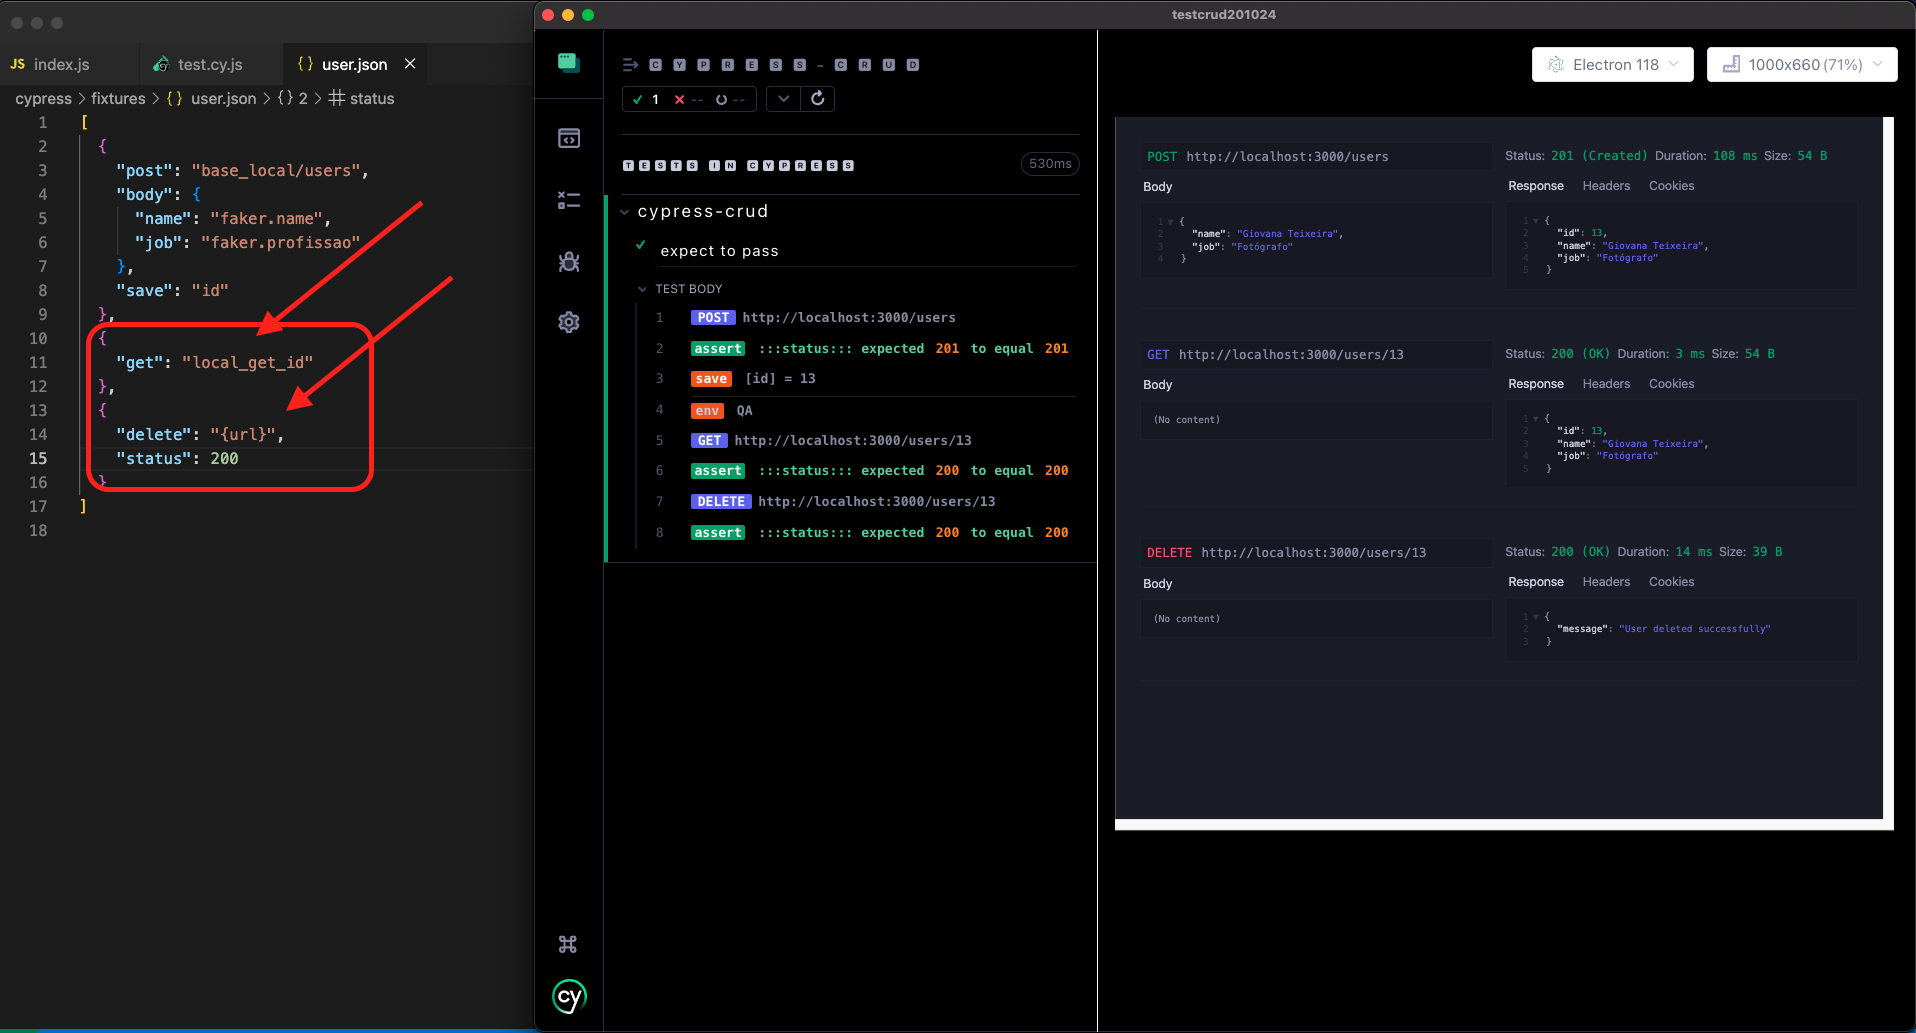 JS index.js
test.cy.js
{} user.json ×
cypress > fixtures > {} user.json > {} 2 > status
1 [
2 {
3 "post": "base_local/users",
4 "body": {
5 "name": "faker.name",
6 "job": "faker.profissao"
7 },
8 "save": "id"
9 },
10 {
11 "get": "local_get_id"
12 },
13 {
14 "delete": "{url}",
15 "status": 200
16 }
17 ]
18
testcrud201024
CYPRESS-CRUD
1 -- --
TESTS IN CYPRESS
530ms
cypress-crud
expect to pass
TEST BODY
1 POST http://localhost:3000/users
2 assert :::status::: expected 201 to equal 201
3 save [id] = 13
4 env QA
5 GET http://localhost:3000/users/13
6 assert :::status::: expected 200 to equal 200
7 DELETE http://localhost:3000/users/13
8 assert :::status::: expected 200 to equal 200
cy
Electron 118
1000x660 (71%)
POST http://localhost:3000/users
Body
1 {
2 "name": "Giovana Teixeira",
3 "job": "Fotógrafo"
4 }
Status: 201 (Created) Duration: 108 ms Size: 54 B
Response Headers Cookies
1 {
2 "id": 13,
3 "name": "Giovana Teixeira",
4 "job": "Fotógrafo"
5 }
GET http://localhost:3000/users/13
Body
(No content)
Status: 200 (OK) Duration: 3 ms Size: 54 B
Response Headers Cookies
1 {
2 "id": 13,
3 "name": "Giovana Teixeira",
4 "job": "Fotógrafo"
5 }
DELETE http://localhost:3000/users/13
Body
(No content)
Status: 200 (OK) Duration: 14 ms Size: 39 B
Response Headers Cookies
1 {
2 "message": "User deleted successfully"
3 }